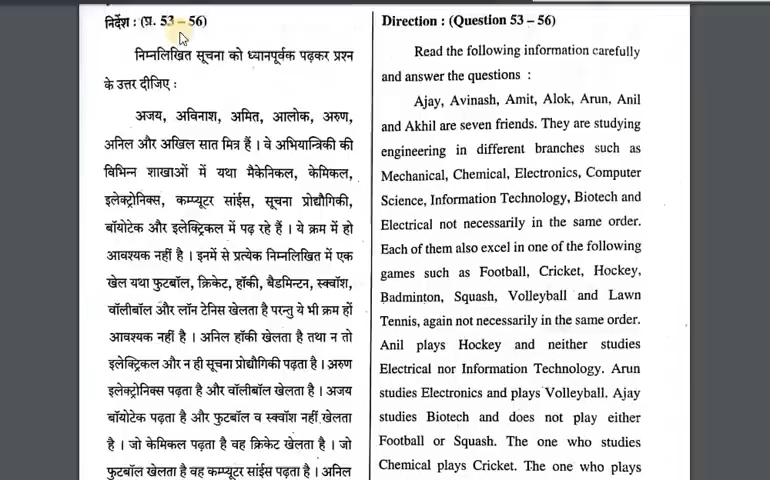 निर्देश : (प्र. 53 – 56)
निम्नलिखित सूचना को ध्यानपूर्वक पढ़कर प्रश्न
के उत्तर दीजिए :
अजय, अविनाश, अमित, आलोक, अरुण,
अनिल और अखिल सात मित्र हैं । वे अभियान्त्रिकी की
विभिन्न शाखाओं में यथा मैकेनिकल, केमिकल,
इलेक्ट्रोनिक्स, कम्प्यूटर साईंस, सूचना प्रोद्यौगिकी,
बॉयोटेक और इलेक्ट्रिकल में पढ़ रहे हैं । ये क्रम में हो
आवश्यक नहीं है । इनमें से प्रत्येक निम्नलिखित में एक
खेल यथा फुटबॉल, क्रिकेट, हॉकी, बैडमिन्टन, स्क्वॉश,
वॉलीबॉल और लॉन टेनिस खेलता है परन्तु ये भी क्रम हों
आवश्यक नहीं है । अनिल हॉकी खेलता है तथा न तो
इलेक्ट्रिकल और न ही सूचना प्रोद्यौगिकी पढ़ता है । अरुण
इलेक्ट्रोनिक्स पढ़ता है और वॉलीबॉल खेलता है । अजय
बॉयोटेक पढ़ता है और फुटबॉल व स्क्वॉश नहीं खेलता
है । जो केमिकल पढ़ता है वह क्रिकेट खेलता है । जो
फुटबॉल खेलता है वह कम्प्यूटर साईंस पढ़ता है । अनिल
Direction : (Question 53 – 56)
Read the following information carefully
and answer the questions :
Ajay, Avinash, Amit, Alok, Arun, Anil
and Akhil are seven friends. They are studying
engineering in different branches such as
Mechanical, Chemical, Electronics, Computer
Science, Information Technology, Biotech and
Electrical not necessarily in the same order.
Each of them also excel in one of the following
games such as Football, Cricket, Hockey,
Badminton, Squash, Volleyball and Lawn
Tennis, again not necessarily in the same order.
Anil plays Hockey and neither studies
Electrical nor Information Technology. Arun
studies Electronics and plays Volleyball. Ajay
studies Biotech and does not play either
Football or Squash. The one who studies
Chemical plays Cricket. The one who plays